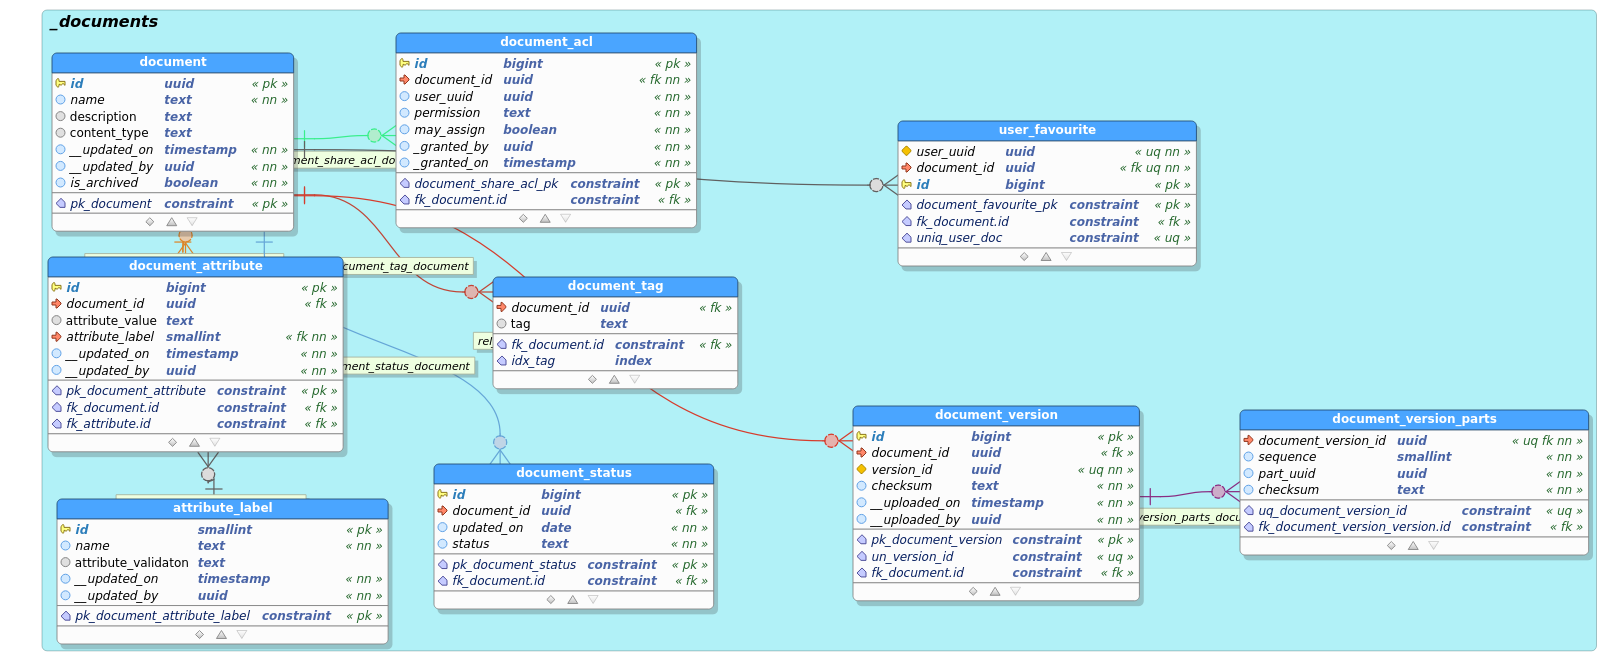 _documents
document
id uuid « pk »
name text « nn »
description text
content_type text
__updated_on timestamp « nn »
__updated_by uuid « nn »
is_archived boolean « nn »
pk_document constraint « pk »
document_acl
id bigint « pk »
document_id uuid « fk nn »
user_uuid uuid « nn »
permission text « nn »
may_assign boolean « nn »
_granted_by uuid « nn »
_granted_on timestamp « nn »
document_share_acl_pk constraint « pk »
fk_document.id constraint « fk »
ment_share_acl_do
user_favourite
user_uuid uuid « uq nn »
document_id uuid « fk uq nn »
id bigint « pk »
document_favourite_pk constraint « pk »
fk_document.id constraint « fk »
uniq_user_doc constraint « uq »
document_attribute
id bigint « pk »
document_id uuid « fk »
attribute_value text
attribute_label smallint « fk nn »
__updated_on timestamp « nn »
__updated_by uuid « nn »
pk_document_attribute constraint « pk »
fk_document.id constraint « fk »
fk_attribute.id constraint « fk »
cument_tag_document
document_tag
document_id uuid « fk »
tag text
fk_document.id constraint « fk »
idx_tag index
rel
ment_status_document
document_version
id bigint « pk »
document_id uuid « fk »
version_id uuid « uq nn »
checksum text « nn »
__uploaded_on timestamp « nn »
__uploaded_by uuid « nn »
pk_document_version constraint « pk »
un_version_id constraint « uq »
fk_document.id constraint « fk »
version_parts_docu
document_version_parts
document_version_id uuid « uq fk nn »
sequence smallint « nn »
part_uuid uuid « nn »
checksum text « nn »
uq_document_version_id constraint « uq »
fk_document_version_version.id constraint « fk »
document_status
id bigint « pk »
document_id uuid « fk »
updated_on date « nn »
status text « nn »
pk_document_status constraint « pk »
fk_document.id constraint « fk »
attribute_label
id smallint « pk »
name text « nn »
attribute_validaton text
__updated_on timestamp « nn »
__updated_by uuid « nn »
pk_document_attribute_label constraint « pk »